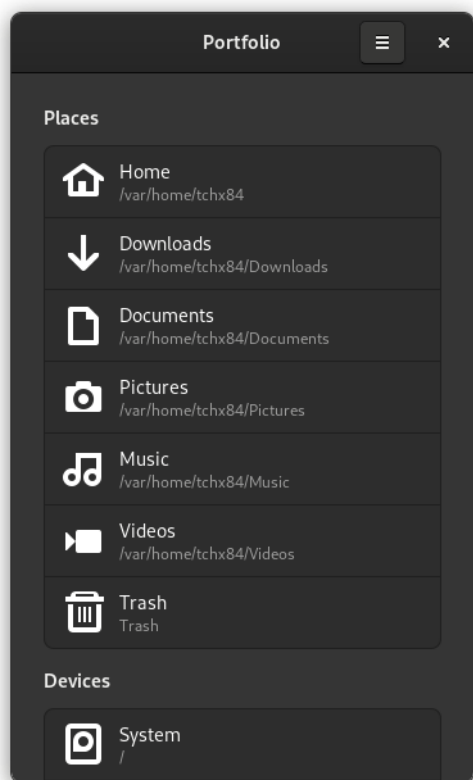 Portfolio
Places
Home
/var/home/tchx84
Downloads
/var/home/tchx84/Downloads
Documents
/var/home/tchx84/Documents
Pictures
/var/home/tchx84/Pictures
Music
/var/home/tchx84/Music
Videos
/var/home/tchx84/Videos
Trash
Trash
Devices
System
/